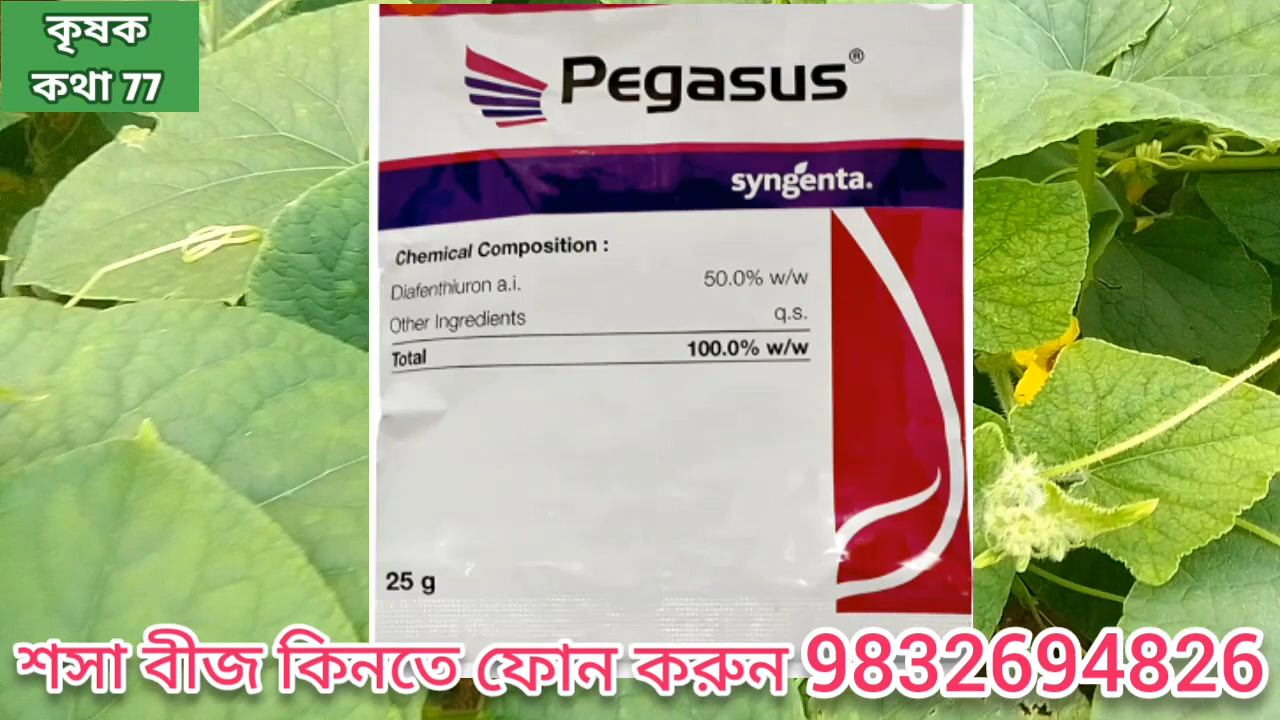 কৃষক
কথা 77
Pegasus®
syngenta.
Chemical Composition :
Diafenthiuron a.i. 50.0% w/w
Other Ingredients q.s.
Total 100.0% w/w
25 g
শসা বীজ কিনতে ফোন করুন 9832694826